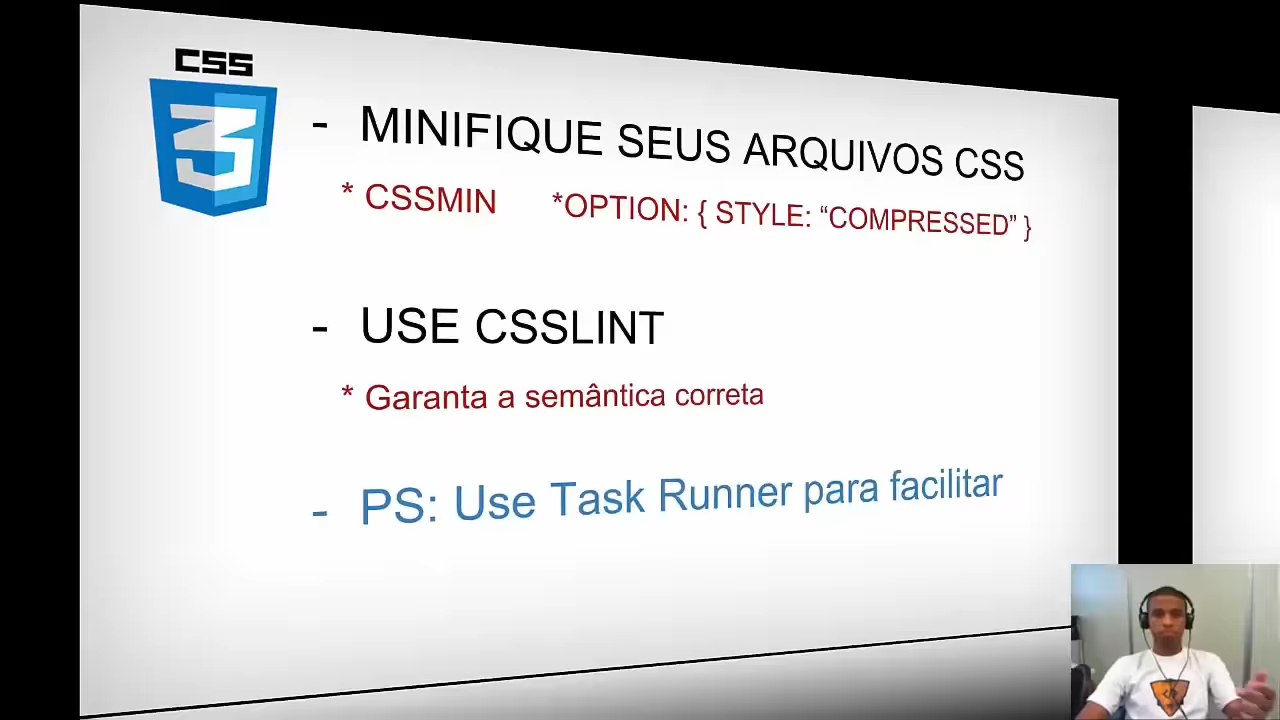 CSS
3
- MINIFIQUE SEUS ARQUIVOS CSS
* CSSMIN *OPTION: { STYLE: “COMPRESSED” }
- USE CSSLINT
* Garanta a semântica correta
- PS: Use Task Runner para facilitar